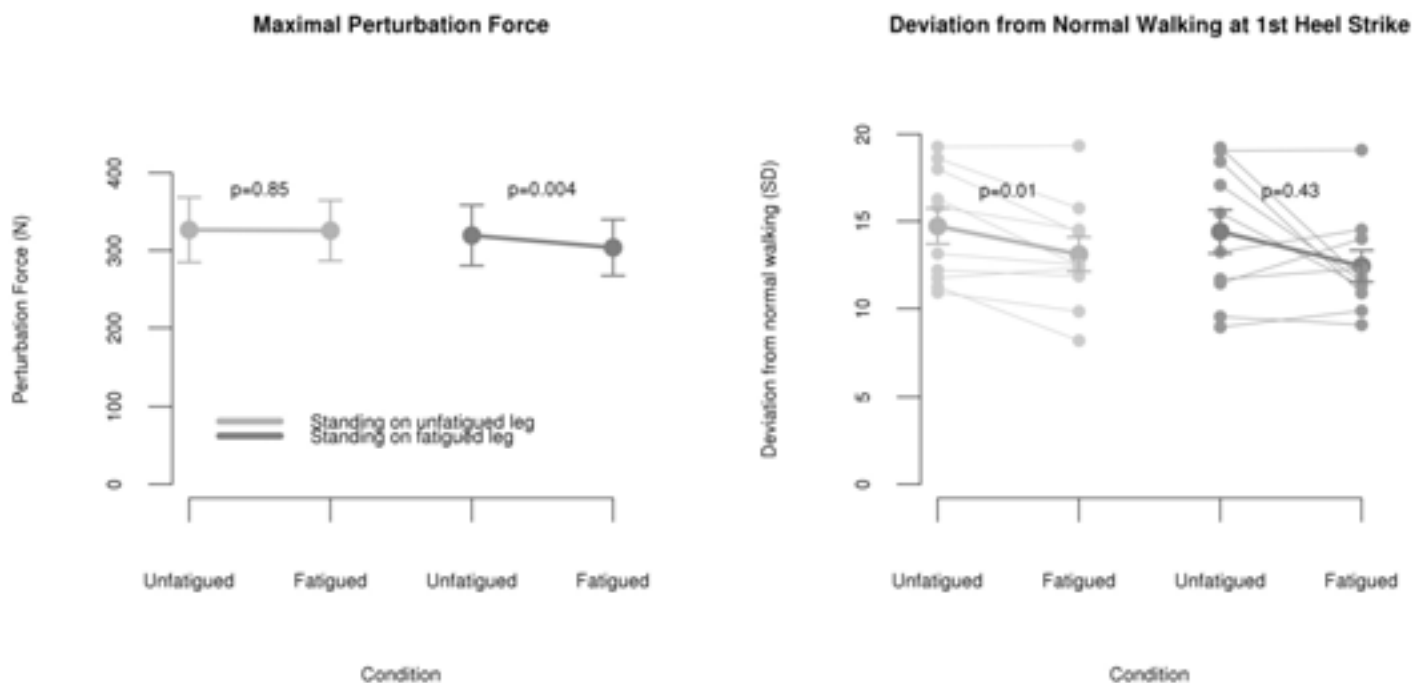 Maximal Perturbation Force
Perturbation Force (N)
400
300
200
100
0
p=0.85
p=0.004
Standing on unfatigued leg
Standing on fatigued leg
Unfatigued Fatigued Unfatigued Fatigued
Condition
Deviation from Normal Walking at 1st Heel Strike
Deviation from normal walking (SD)
20
15
10
5
0
p=0.01
p=0.43
Unfatigued Fatigued Unfatigued Fatigued
Condition